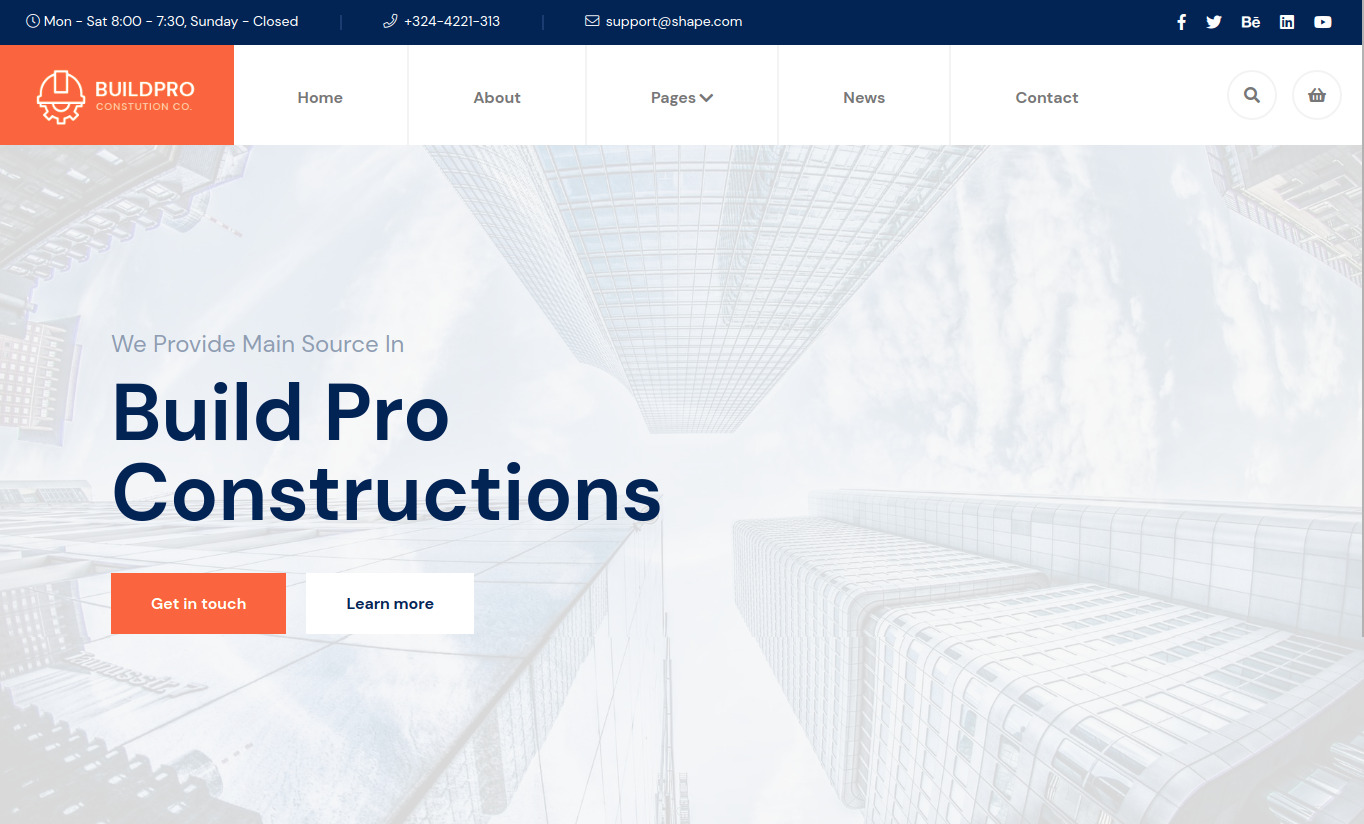 Mon - Sat 8:00 - 7:30, Sunday - Closed
+324-4221-313
support@shape.com
Bē
BUILDPRO
CONSTUTION CO.
Home
About
Pages
News
Contact
We Provide Main Source In
Build Pro
Constructions
Get in touch
Learn more